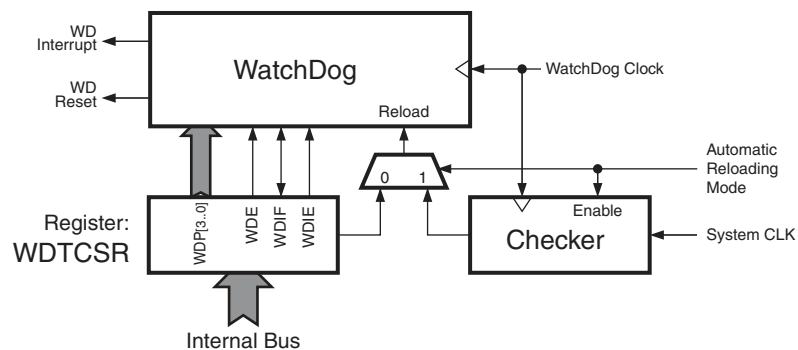 WD
Interrupt
WatchDog
WatchDog Clock
WD
Reset
Reload
Automatic
Reloading
Mode
0 1
Register:
WDTCSR
WDP[3..0]
WDE
WDIF
WDIE
Enable
Checker
System CLK
Internal Bus